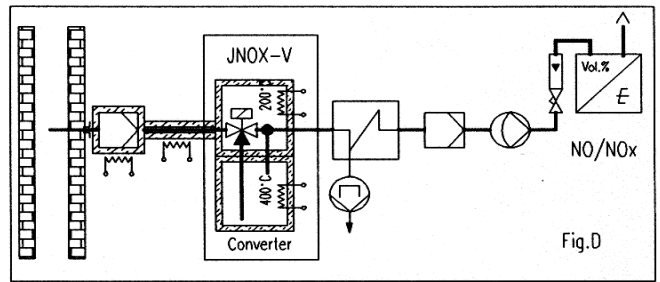 JNOX-V
200°
400°C
Converter
Vol.%
E
NO/NOx
Fig.D